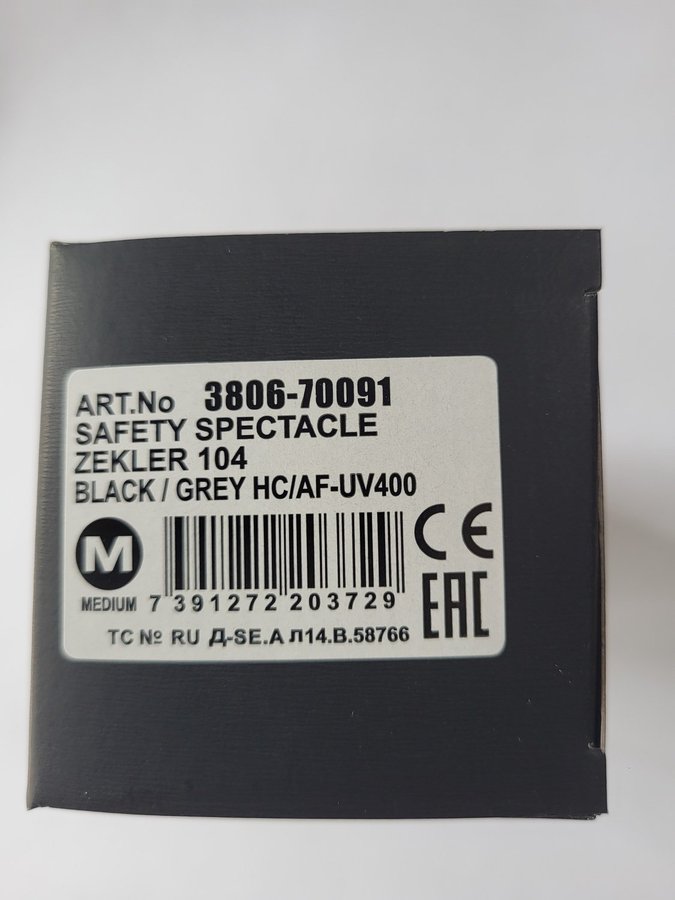 ART.No 3806-70091
SAFETY SPECTACLE
ZEKLER 104
BLACK / GREY HC/AF-UV400
M
MEDIUM
7 391272 203729
CE
EAC
TC № RU Д-SE.А Л14.В.58766